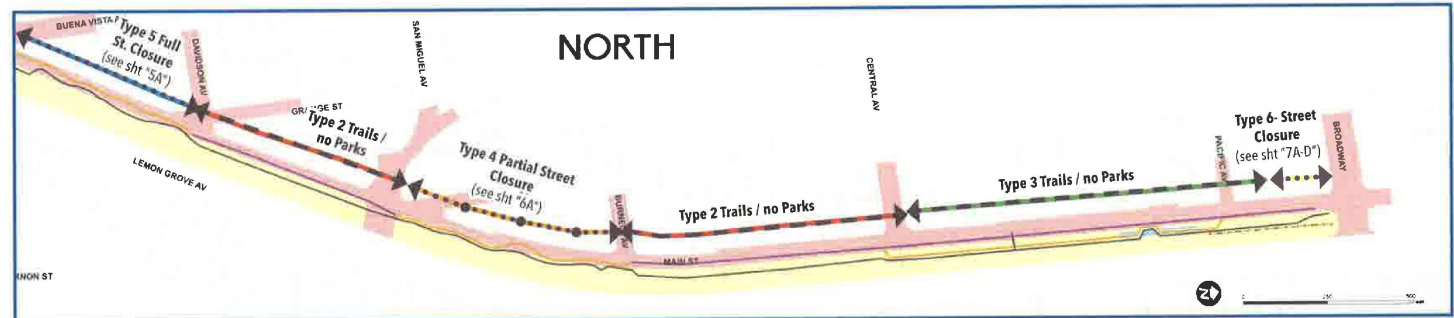 NORTH
BUENA VISTA
Type 5 Full
St. Closure
(see sht "5A")
DAVIDSON AV
SAN MIGUEL AV
Type 2 Trails /
no Parks
LEMON GROVE AV
Type 4 Partial Street
Closure
(see sht "6A")
Type 2 Trails / no Parks
MAIN ST
CENTRAL AV
Type 3 Trails / no Parks
PACIFIC AV
Type 6- Street
Closure
(see sht "7A-D")
BROADWAY
N
0